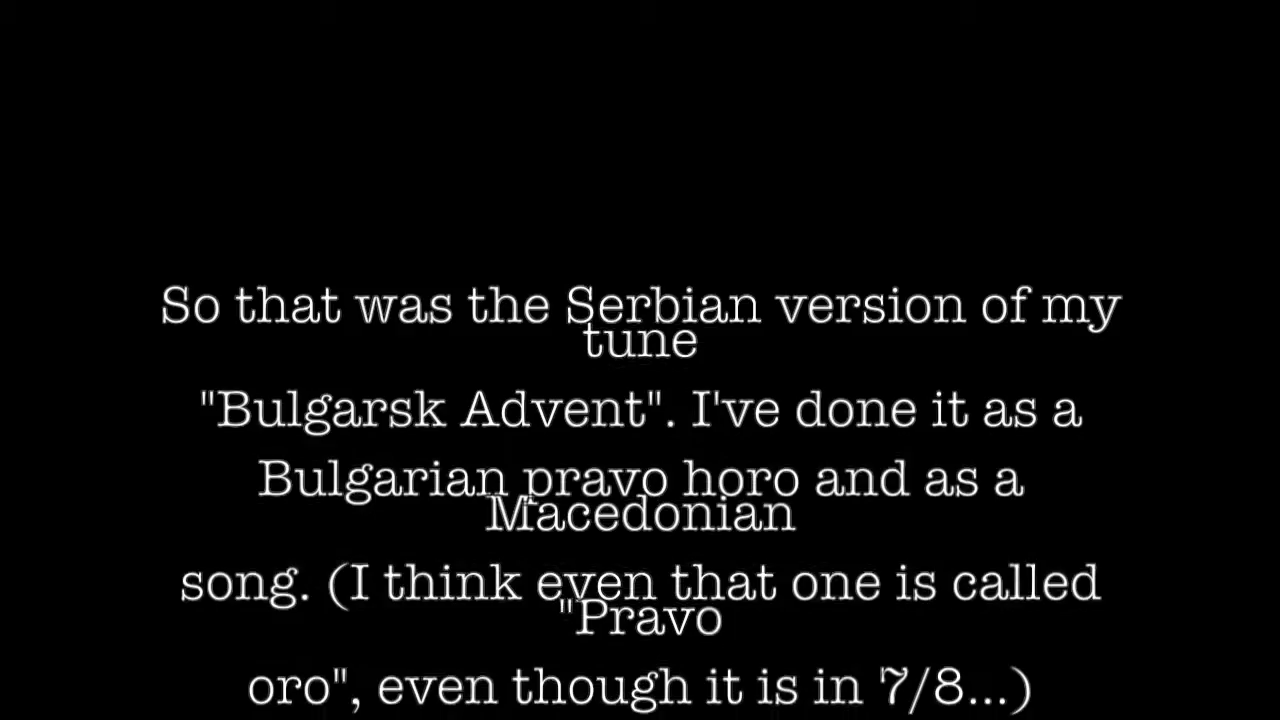 So that was the Serbian version of my
tune
"Bulgarsk Advent". I've done it as a
Bulgarian pravo horo and as a
Macedonian
song. (I think even that one is called
"Pravo
oro", even though it is in 7/8...)